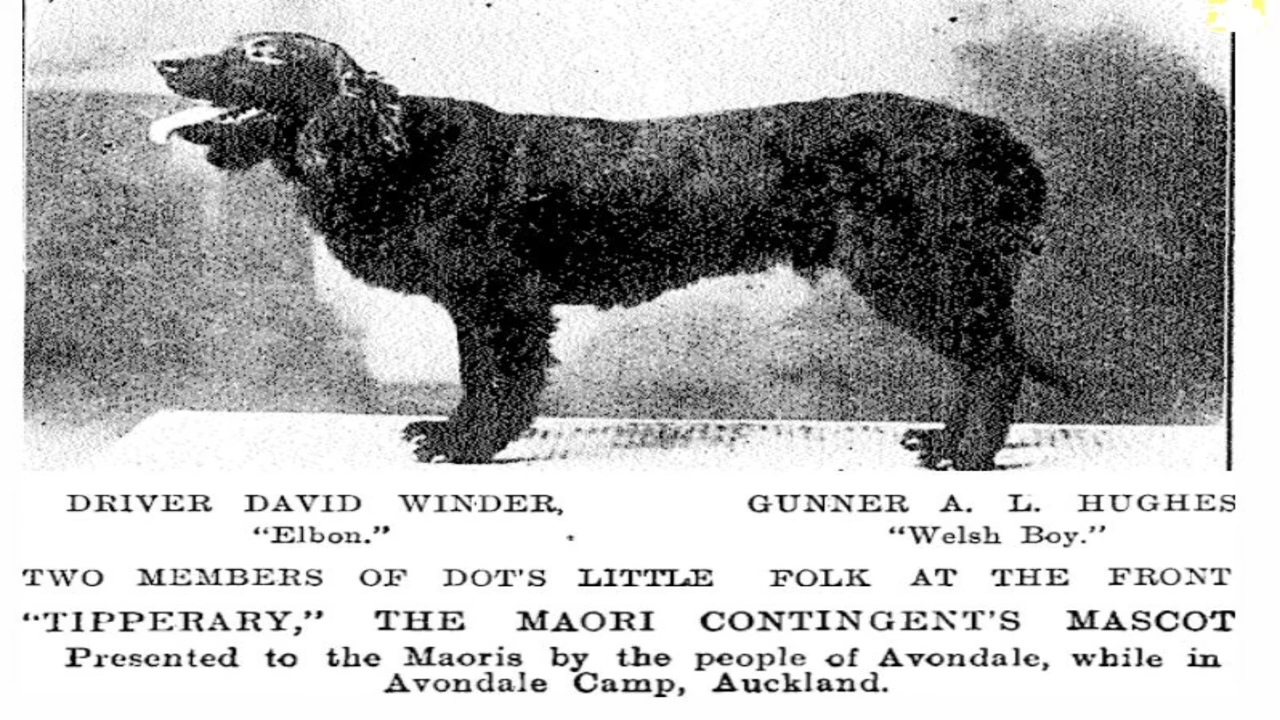 DRIVER DAVID WINDER, GUNNER A. L. HUGHES
"Elbon." "Welsh Boy."
TWO MEMBERS OF DOT'S LITTLE FOLK AT THE FRONT
"TIPPERARY," THE MAORI CONTINGENT'S MASCOT
Presented to the Maoris by the people of Avondale, while in
Avondale Camp, Auckland.